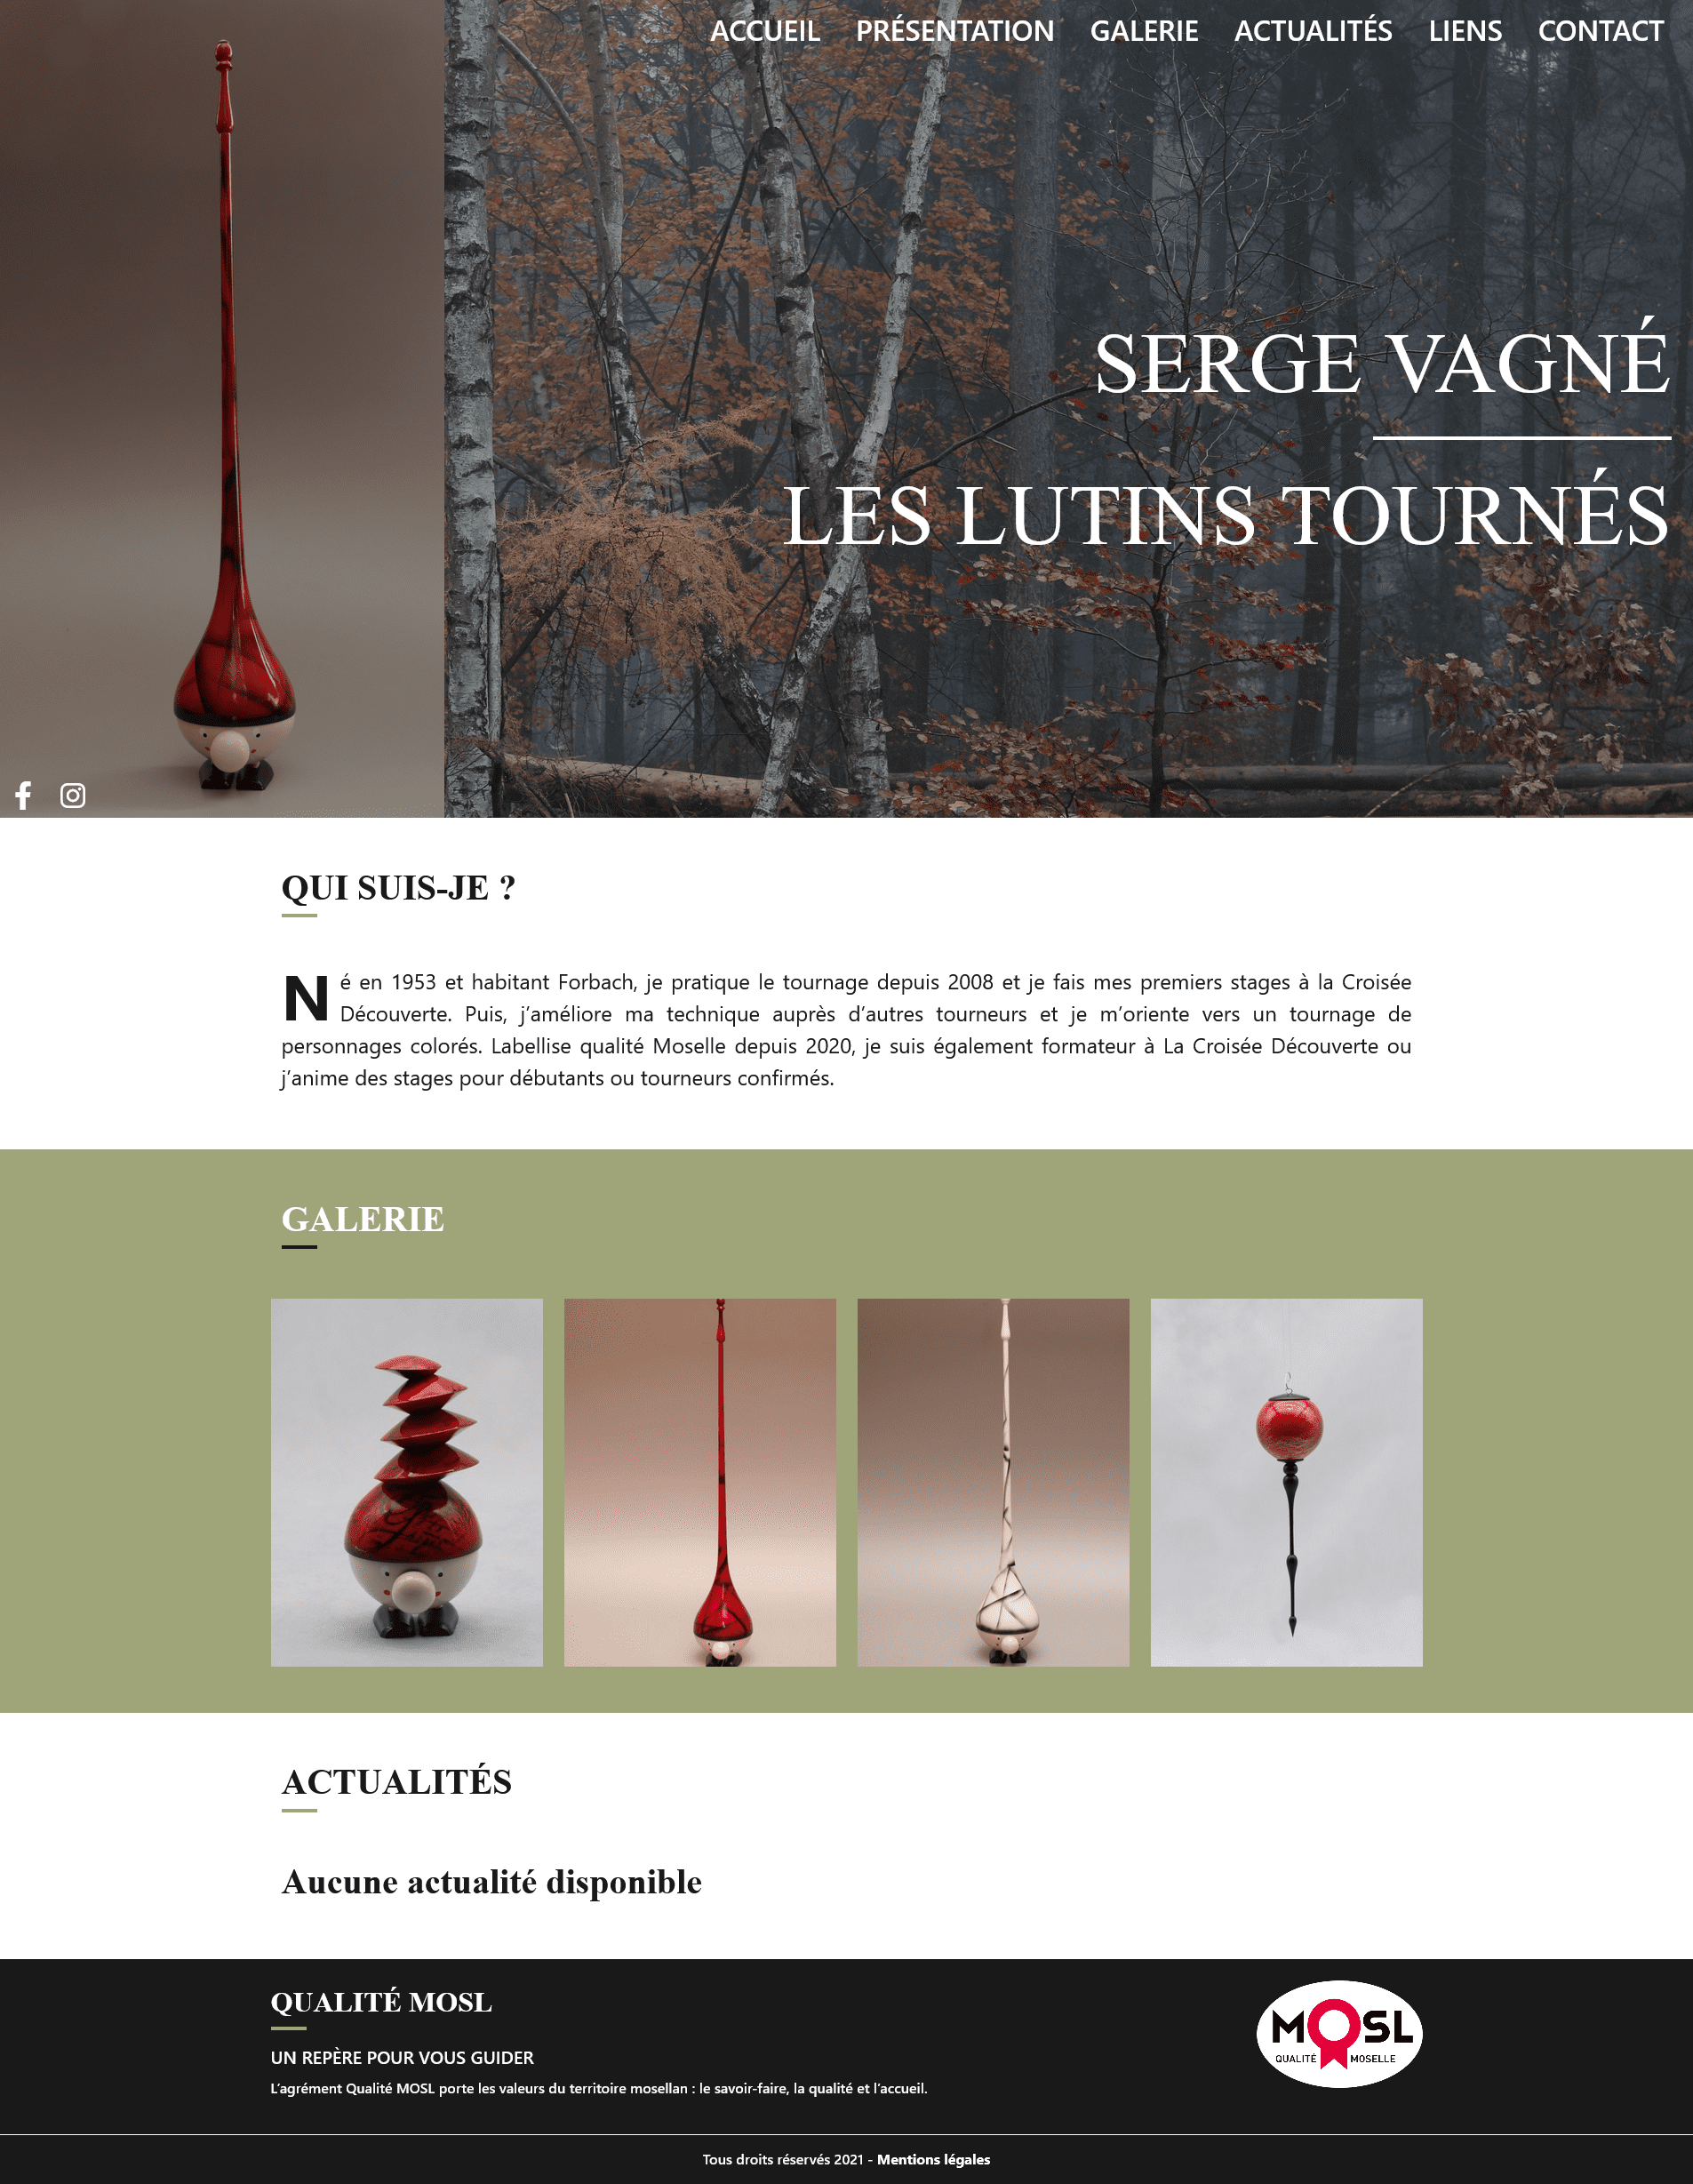 ACCUEIL PRÉSENTATION GALERIE ACTUALITÉS LIENS CONTACT
SERGE VAGNÉ
LES LUTINS TOURNÉS
QUI SUIS-JE ?
Né en 1953 et habitant Forbach, je pratique le tournage depuis 2008 et je fais mes premiers stages à la Croisée
Découverte. Puis, j’améliore ma technique auprès d’autres tourneurs et je m’oriente vers un tournage de
personnages colorés. Labellise qualité Moselle depuis 2020, je suis également formateur à La Croisée Découverte ou
j’anime des stages pour débutants ou tourneurs confirmés.
GALERIE
ACTUALITÉS
Aucune actualité disponible
QUALITÉ MOSL
UN REPÈRE POUR VOUS GUIDER
L’agrément Qualité MOSL porte les valeurs du territoire mosellan : le savoir-faire, la qualité et l’accueil.
MOSL
QUALITÉ MOSELLE
Tous droits réservés 2021 - Mentions légales